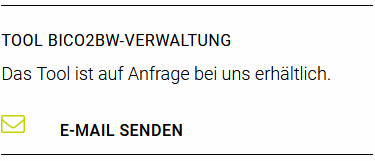 TOOL BICO2BW-VERWALTUNG
Das Tool ist auf Anfrage bei uns erhältlich.
E-MAIL SENDEN